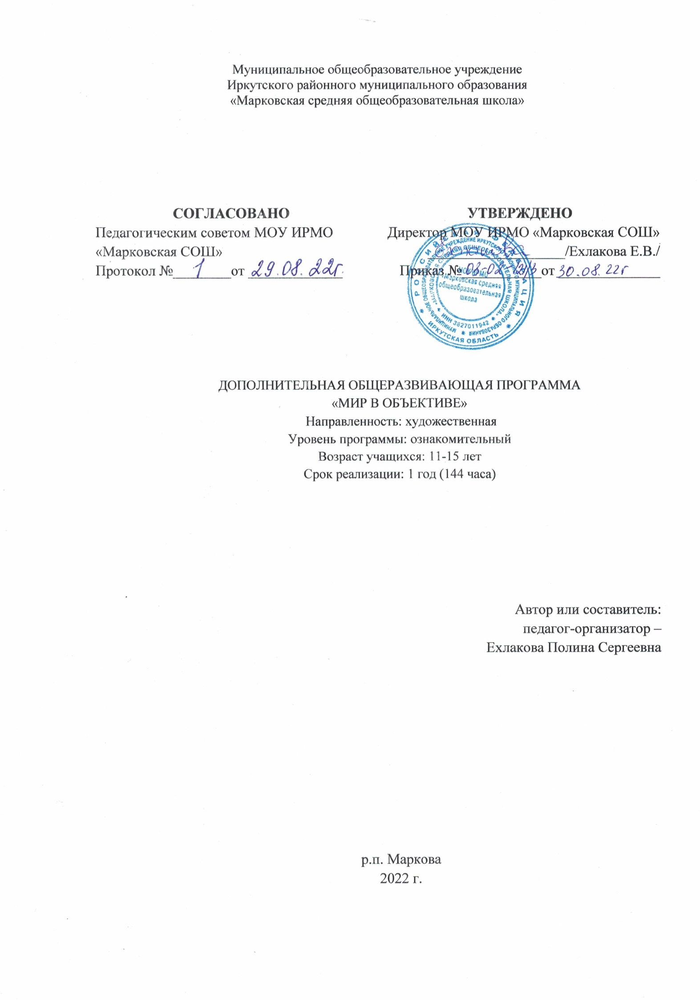 Муниципальное общеобразовательное учреждение
Иркутского районного муниципального образования
«Марковская средняя общеобразовательная школа»
СОГЛАСОВАНО
Педагогическим советом МОУ ИРМО
«Марковская СОШ»
Протокол № 1 от 29.08.22г.
УТВЕРЖДЕНО
Директор МОУ ИРМО «Марковская СОШ»
/Ехлакова Е.В./
Приказ № от 30.08.22г
РОССИЙСКАЯ ФЕДЕРАЦИЯ
ИРКУТСКАЯ ОБЛАСТЬ
МУНИЦИПАЛЬНОЕ ОБЩЕОБРАЗОВАТЕЛЬНОЕ УЧРЕЖДЕНИЕ ИРКУТСКОГО РАЙОННОГО МУНИЦИПАЛЬНОГО ОБРАЗОВАНИЯ
«МАРКОВСКАЯ СРЕДНЯЯ ОБЩЕОБРАЗОВАТЕЛЬНАЯ ШКОЛА»
ИНН 3827011942
МОУ ИРМО
«Марковская средняя
общеобразовательная
школа
ДОПОЛНИТЕЛЬНАЯ ОБЩЕРАЗВИВАЮЩАЯ ПРОГРАММА
«МИР В ОБЪЕКТИВЕ»
Направленность: художественная
Уровень программы: ознакомительный
Возраст учащихся: 11-15 лет
Срок реализации: 1 год (144 часа)
Автор или составитель:
педагог-организатор –
Ехлакова Полина Сергеевна
р.п. Маркова
2022 г.